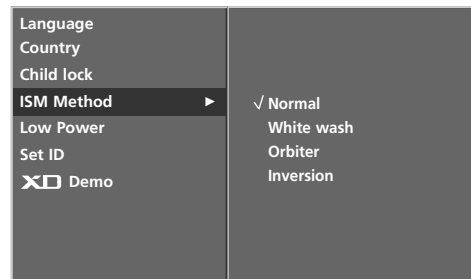 Language
Country
Child lock
ISM Method ►
Low Power
Set ID
XD Demo
√ Normal
White wash
Orbiter
Inversion